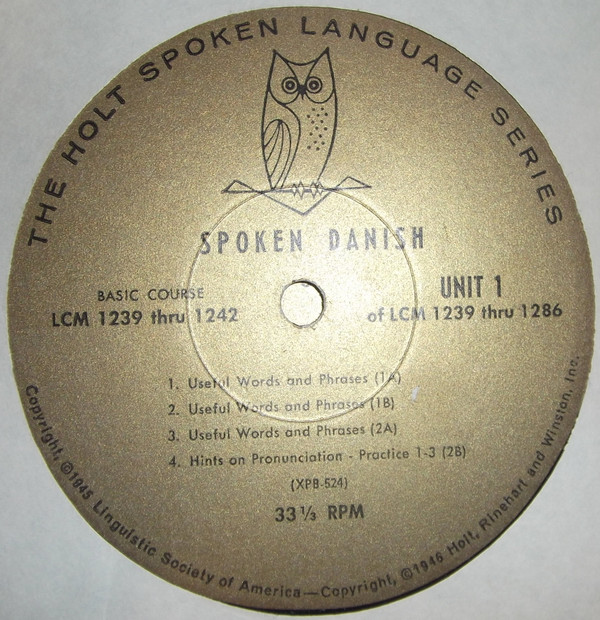 THE HOLT SPOKEN LANGUAGE SERIES
SPOKEN DANISH
BASIC COURSE
LCM 1239 thru 1242
UNIT 1
of LCM 1239 thru 1286
1. Useful Words and Phrases (1A)
2. Useful Words and Phrases (1B)
3. Useful Words and Phrases (2A)
4. Hints on Pronunciation - Practice 1-3 (2B)
(XPB-524)
33 1/3 RPM
Copyright, ©1945 Linguistic Society of America—Copyright, ©1946 Holt, Rinehart and Winston, Inc.